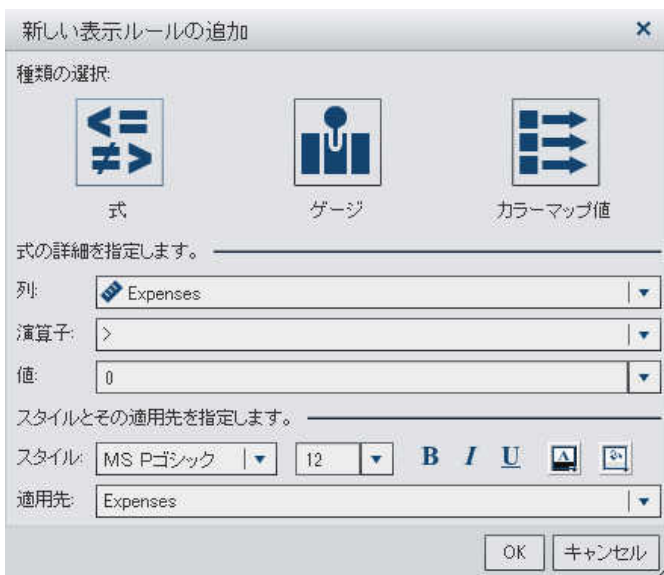 新しい表示ルールの追加
種類の選択:
式 ゲージ カラーマップ値
式の詳細を指定します。
列: Expenses
演算子: >
値: 0
スタイルとその適用先を指定します。
スタイル: MS Pゴシック 12 B I U A
適用先: Expenses
OK キャンセル